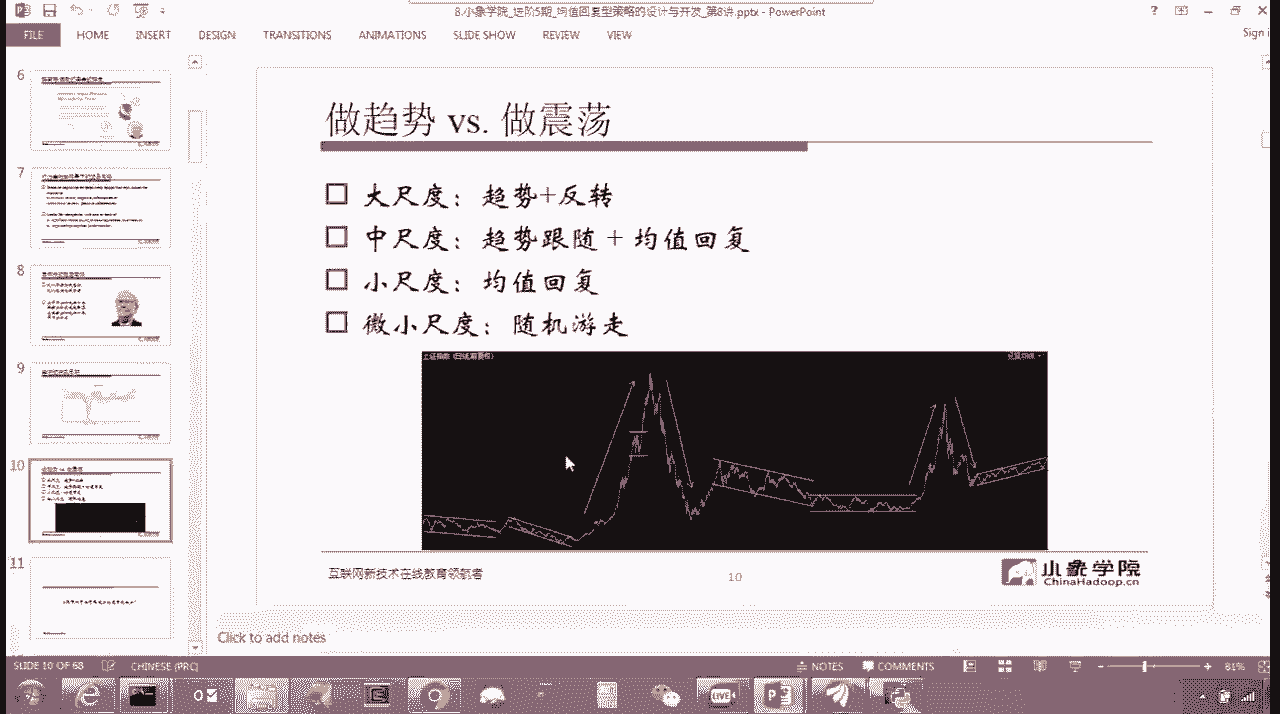 8.小象学院_进阶5期_均值回复型策略的设计与开发_第8讲.pptx - PowerPoint
FILE
HOME
INSERT
DESIGN
TRANSITIONS
ANIMATIONS
SLIDE SHOW
REVIEW
VIEW
Sign i
6
7
8
9
10
11
做趋势 vs. 做震荡
大尺度：趋势+反转
中尺度：趋势跟随 + 均值回复
小尺度：均值回复
微小尺度：随机游走
互联网新技术在线教育领航者
10
小象学院
ChinaHadoop.cn
Click to add notes
SLIDE 10 OF 68
CHINESE (PRC)
NOTES
COMMENTS
81%
LIVE